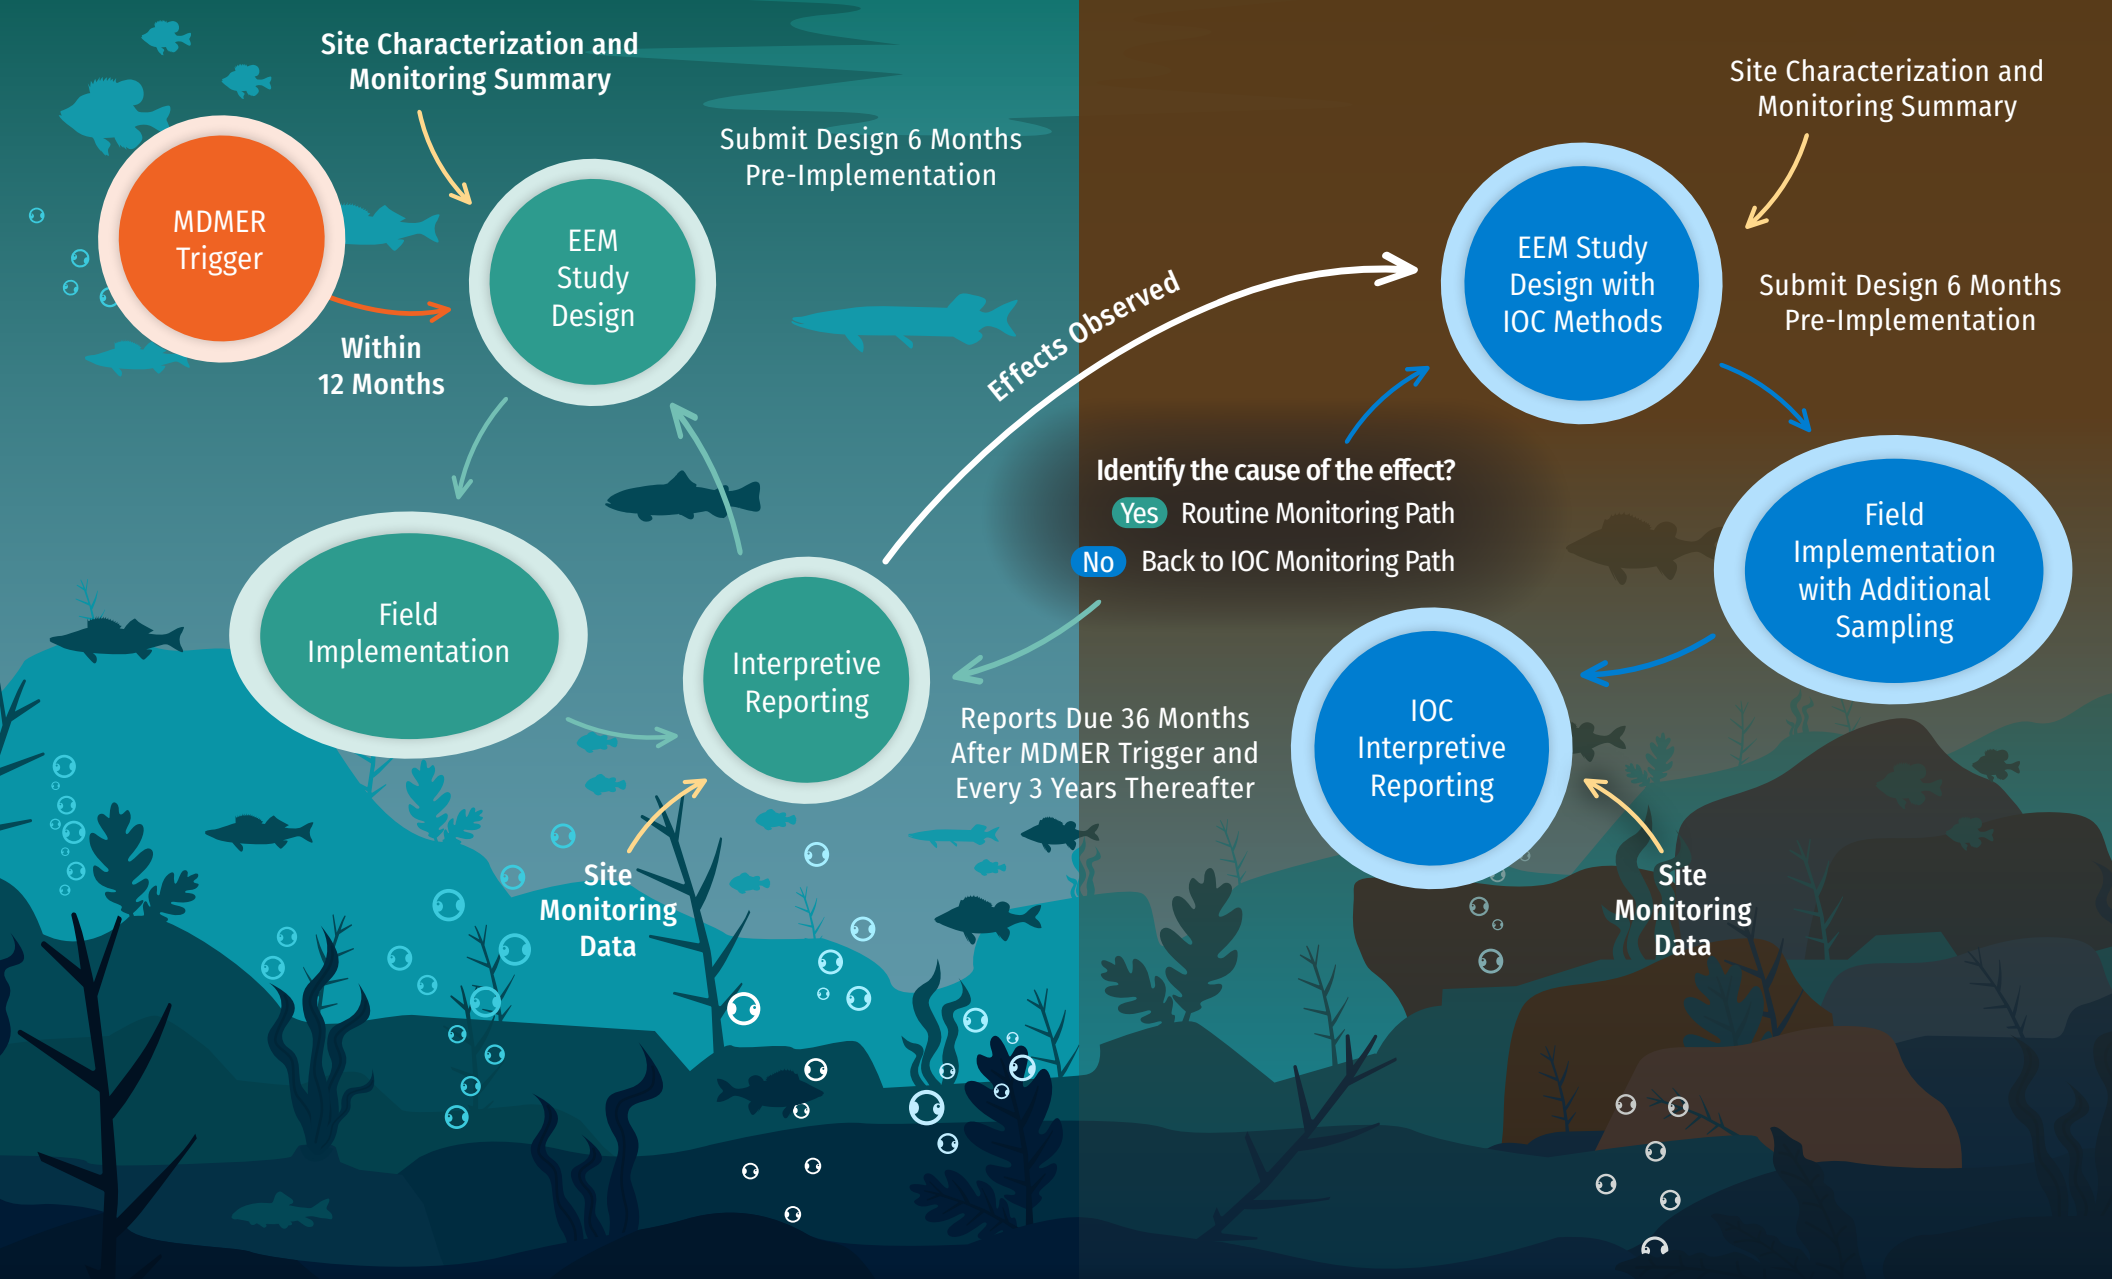 Site Characterization and
Monitoring Summary
Submit Design 6 Months
Pre-Implementation
MDMER
Trigger
Within
12 Months
EEM
Study
Design
Field
Implementation
Interpretive
Reporting
Site
Monitoring
Data
Reports Due 36 Months
After MDMER Trigger and
Every 3 Years Thereafter
Effects Observed
Site Characterization and
Monitoring Summary
EEM Study
Design with
IOC Methods
Submit Design 6 Months
Pre-Implementation
Identify the cause of the effect?
Yes Routine Monitoring Path
No Back to IOC Monitoring Path
Field
Implementation
with Additional
Sampling
IOC
Interpretive
Reporting
Site
Monitoring
Data